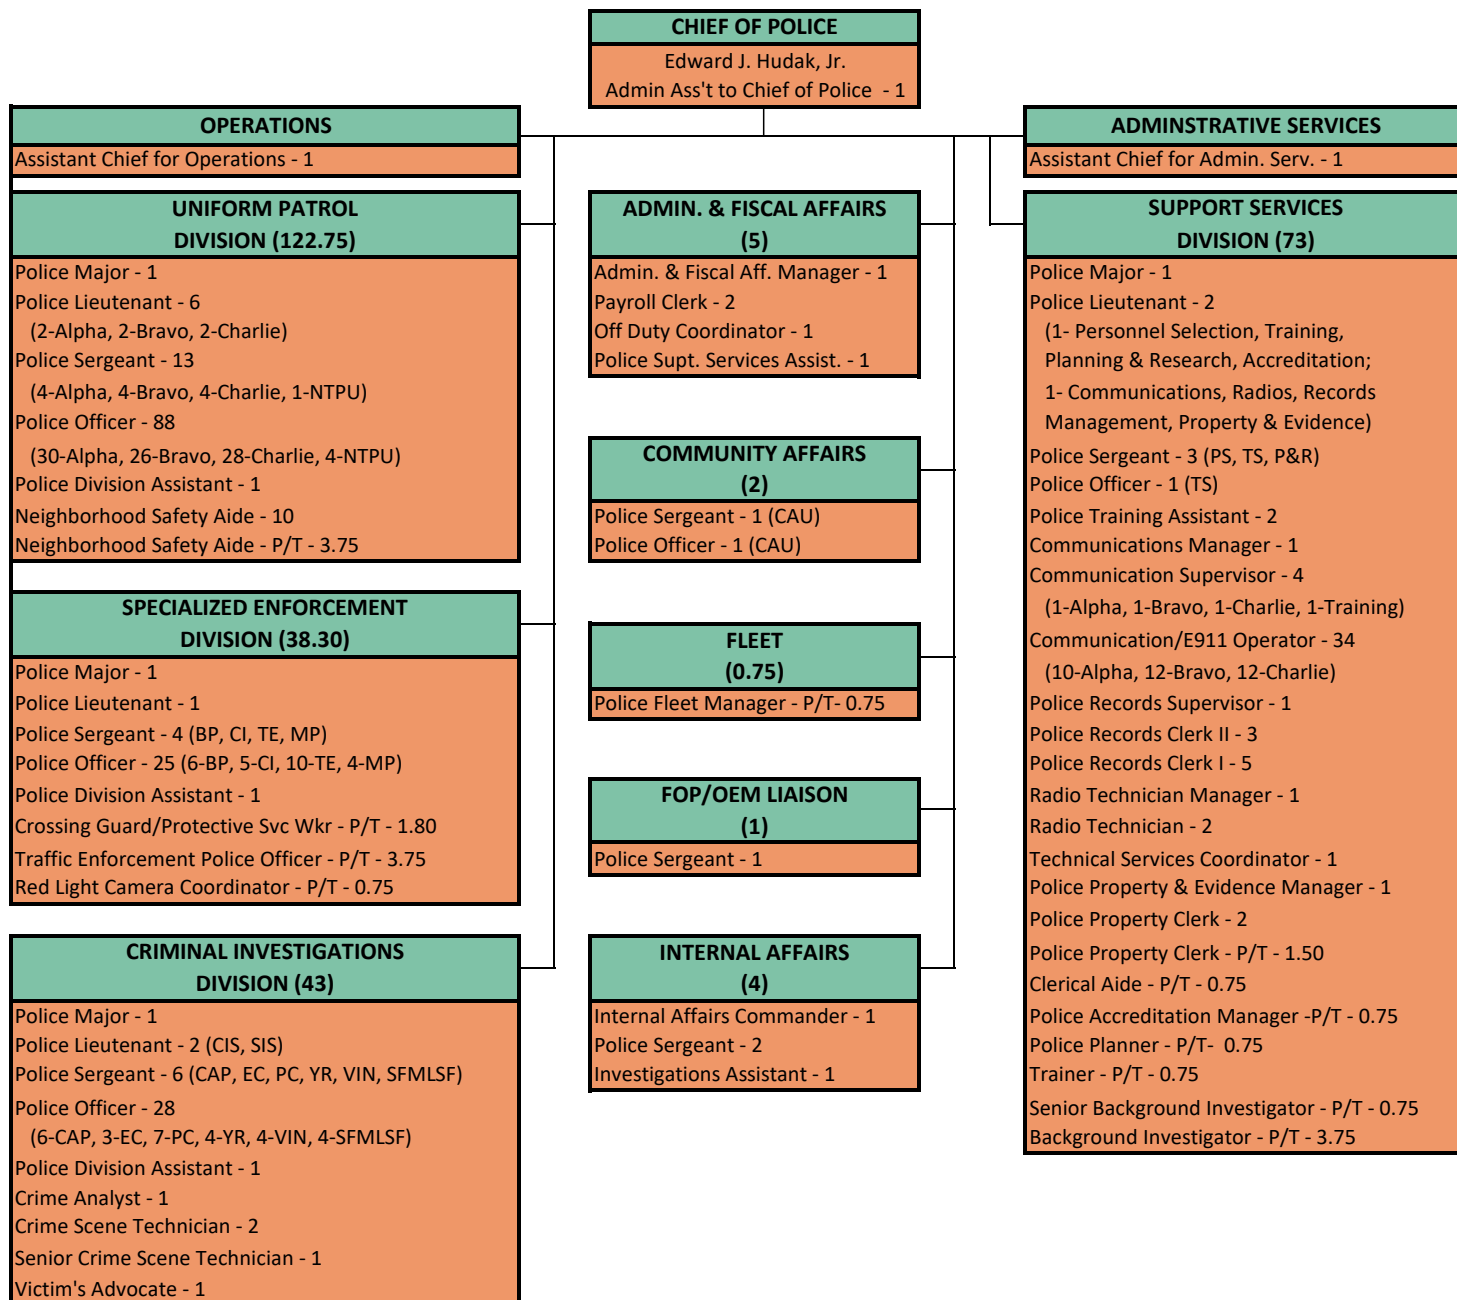 CHIEF OF POLICE
Edward J. Hudak, Jr.
Admin Ass't to Chief of Police - 1
OPERATIONS
Assistant Chief for Operations - 1
UNIFORM PATROL
DIVISION (122.75)
Police Major - 1
Police Lieutenant - 6
(2-Alpha, 2-Bravo, 2-Charlie)
Police Sergeant - 13
(4-Alpha, 4-Bravo, 4-Charlie, 1-NTPU)
Police Officer - 88
(30-Alpha, 26-Bravo, 28-Charlie, 4-NTPU)
Police Division Assistant - 1
Neighborhood Safety Aide - 10
Neighborhood Safety Aide - P/T - 3.75
SPECIALIZED ENFORCEMENT
DIVISION (38.30)
Police Major - 1
Police Lieutenant - 1
Police Sergeant - 4 (BP, CI, TE, MP)
Police Officer - 25 (6-BP, 5-CI, 10-TE, 4-MP)
Police Division Assistant - 1
Crossing Guard/Protective Svc Wkr - P/T - 1.80
Traffic Enforcement Police Officer - P/T - 3.75
Red Light Camera Coordinator - P/T - 0.75
CRIMINAL INVESTIGATIONS
DIVISION (43)
Police Major - 1
Police Lieutenant - 2 (CIS, SIS)
Police Sergeant - 6 (CAP, EC, PC, YR, VIN, SFMLSF)
Police Officer - 28
(6-CAP, 3-EC, 7-PC, 4-YR, 4-VIN, 4-SFMLSF)
Police Division Assistant - 1
Crime Analyst - 1
Crime Scene Technician - 2
Senior Crime Scene Technician - 1
Victim's Advocate - 1
ADMIN. & FISCAL AFFAIRS
(5)
Admin. & Fiscal Aff. Manager - 1
Payroll Clerk - 2
Off Duty Coordinator - 1
Police Supt. Services Assist. - 1
COMMUNITY AFFAIRS
(2)
Police Sergeant - 1 (CAU)
Police Officer - 1 (CAU)
FLEET
(0.75)
Police Fleet Manager - P/T- 0.75
FOP/OEM LIAISON
(1)
Police Sergeant - 1
INTERNAL AFFAIRS
(4)
Internal Affairs Commander - 1
Police Sergeant - 2
Investigations Assistant - 1
ADMINSTRATIVE SERVICES
Assistant Chief for Admin. Serv. - 1
SUPPORT SERVICES
DIVISION (73)
Police Major - 1
Police Lieutenant - 2
(1- Personnel Selection, Training,
Planning & Research, Accreditation;
1- Communications, Radios, Records
Management, Property & Evidence)
Police Sergeant - 3 (PS, TS, P&R)
Police Officer - 1 (TS)
Police Training Assistant - 2
Communications Manager - 1
Communication Supervisor - 4
(1-Alpha, 1-Bravo, 1-Charlie, 1-Training)
Communication/E911 Operator - 34
(10-Alpha, 12-Bravo, 12-Charlie)
Police Records Supervisor - 1
Police Records Clerk II - 3
Police Records Clerk I - 5
Radio Technician Manager - 1
Radio Technician - 2
Technical Services Coordinator - 1
Police Property & Evidence Manager - 1
Police Property Clerk - 2
Police Property Clerk - P/T - 1.50
Clerical Aide - P/T - 0.75
Police Accreditation Manager -P/T - 0.75
Police Planner - P/T- 0.75
Trainer - P/T - 0.75
Senior Background Investigator - P/T - 0.75
Background Investigator - P/T - 3.75